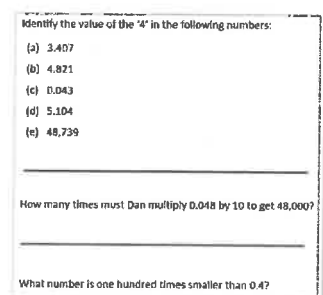 Identify the value of the '4' in the following numbers:
(a) 3.407
(b) 4.821
(c) 0.043
(d) 5.104
(e) 48,739
How many times must Dan multiply 0.048 by 10 to get 48,000?
What number is one hundred times smaller than 0.4?